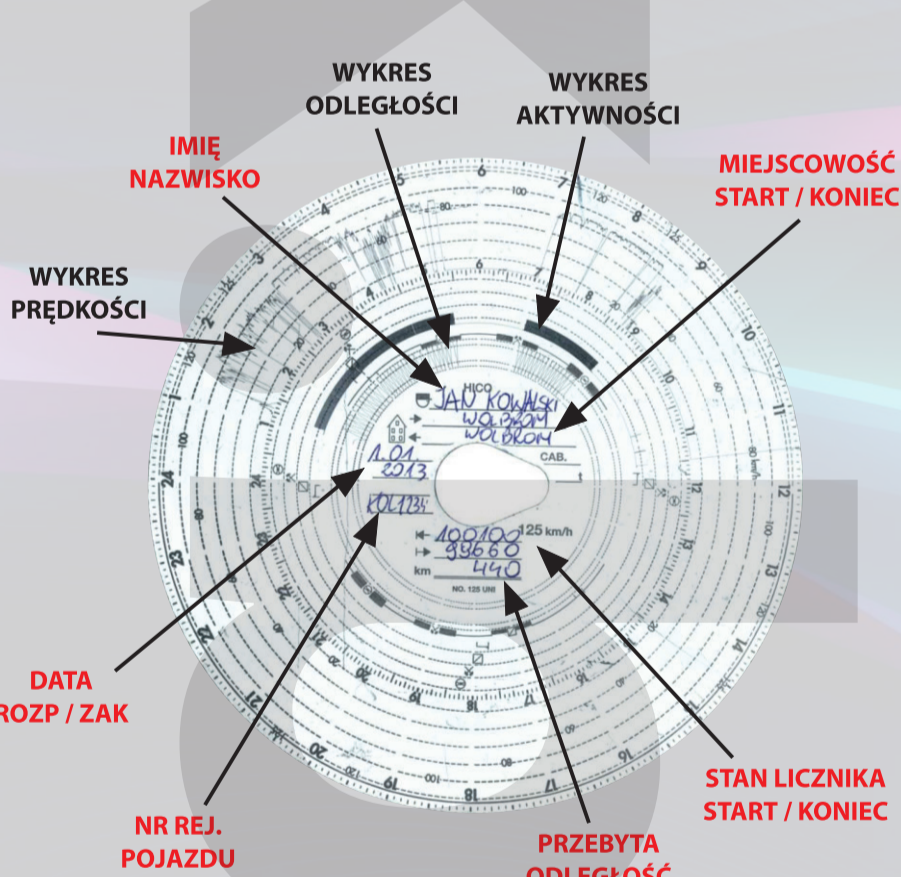 WYKRES
ODLEGŁOŚCI
WYKRES
AKTYWNOŚCI
IMIĘ
NAZWISKO
MIEJSCOWOŚĆ
START / KONIEC
WYKRES
PRĘDKOŚCI
HICO
JAN KOWALSKI
WOLBROM
WOLBROM
CAB.
1.01.
2013.
KOL1234
100100
125 km/h
99660
km 440
NO. 125 UNI
DATA
ROZP / ZAK
NR REJ.
POJAZDU
STAN LICZNIKA
START / KONIEC
PRZEBYTA
ODLEGŁOŚĆ